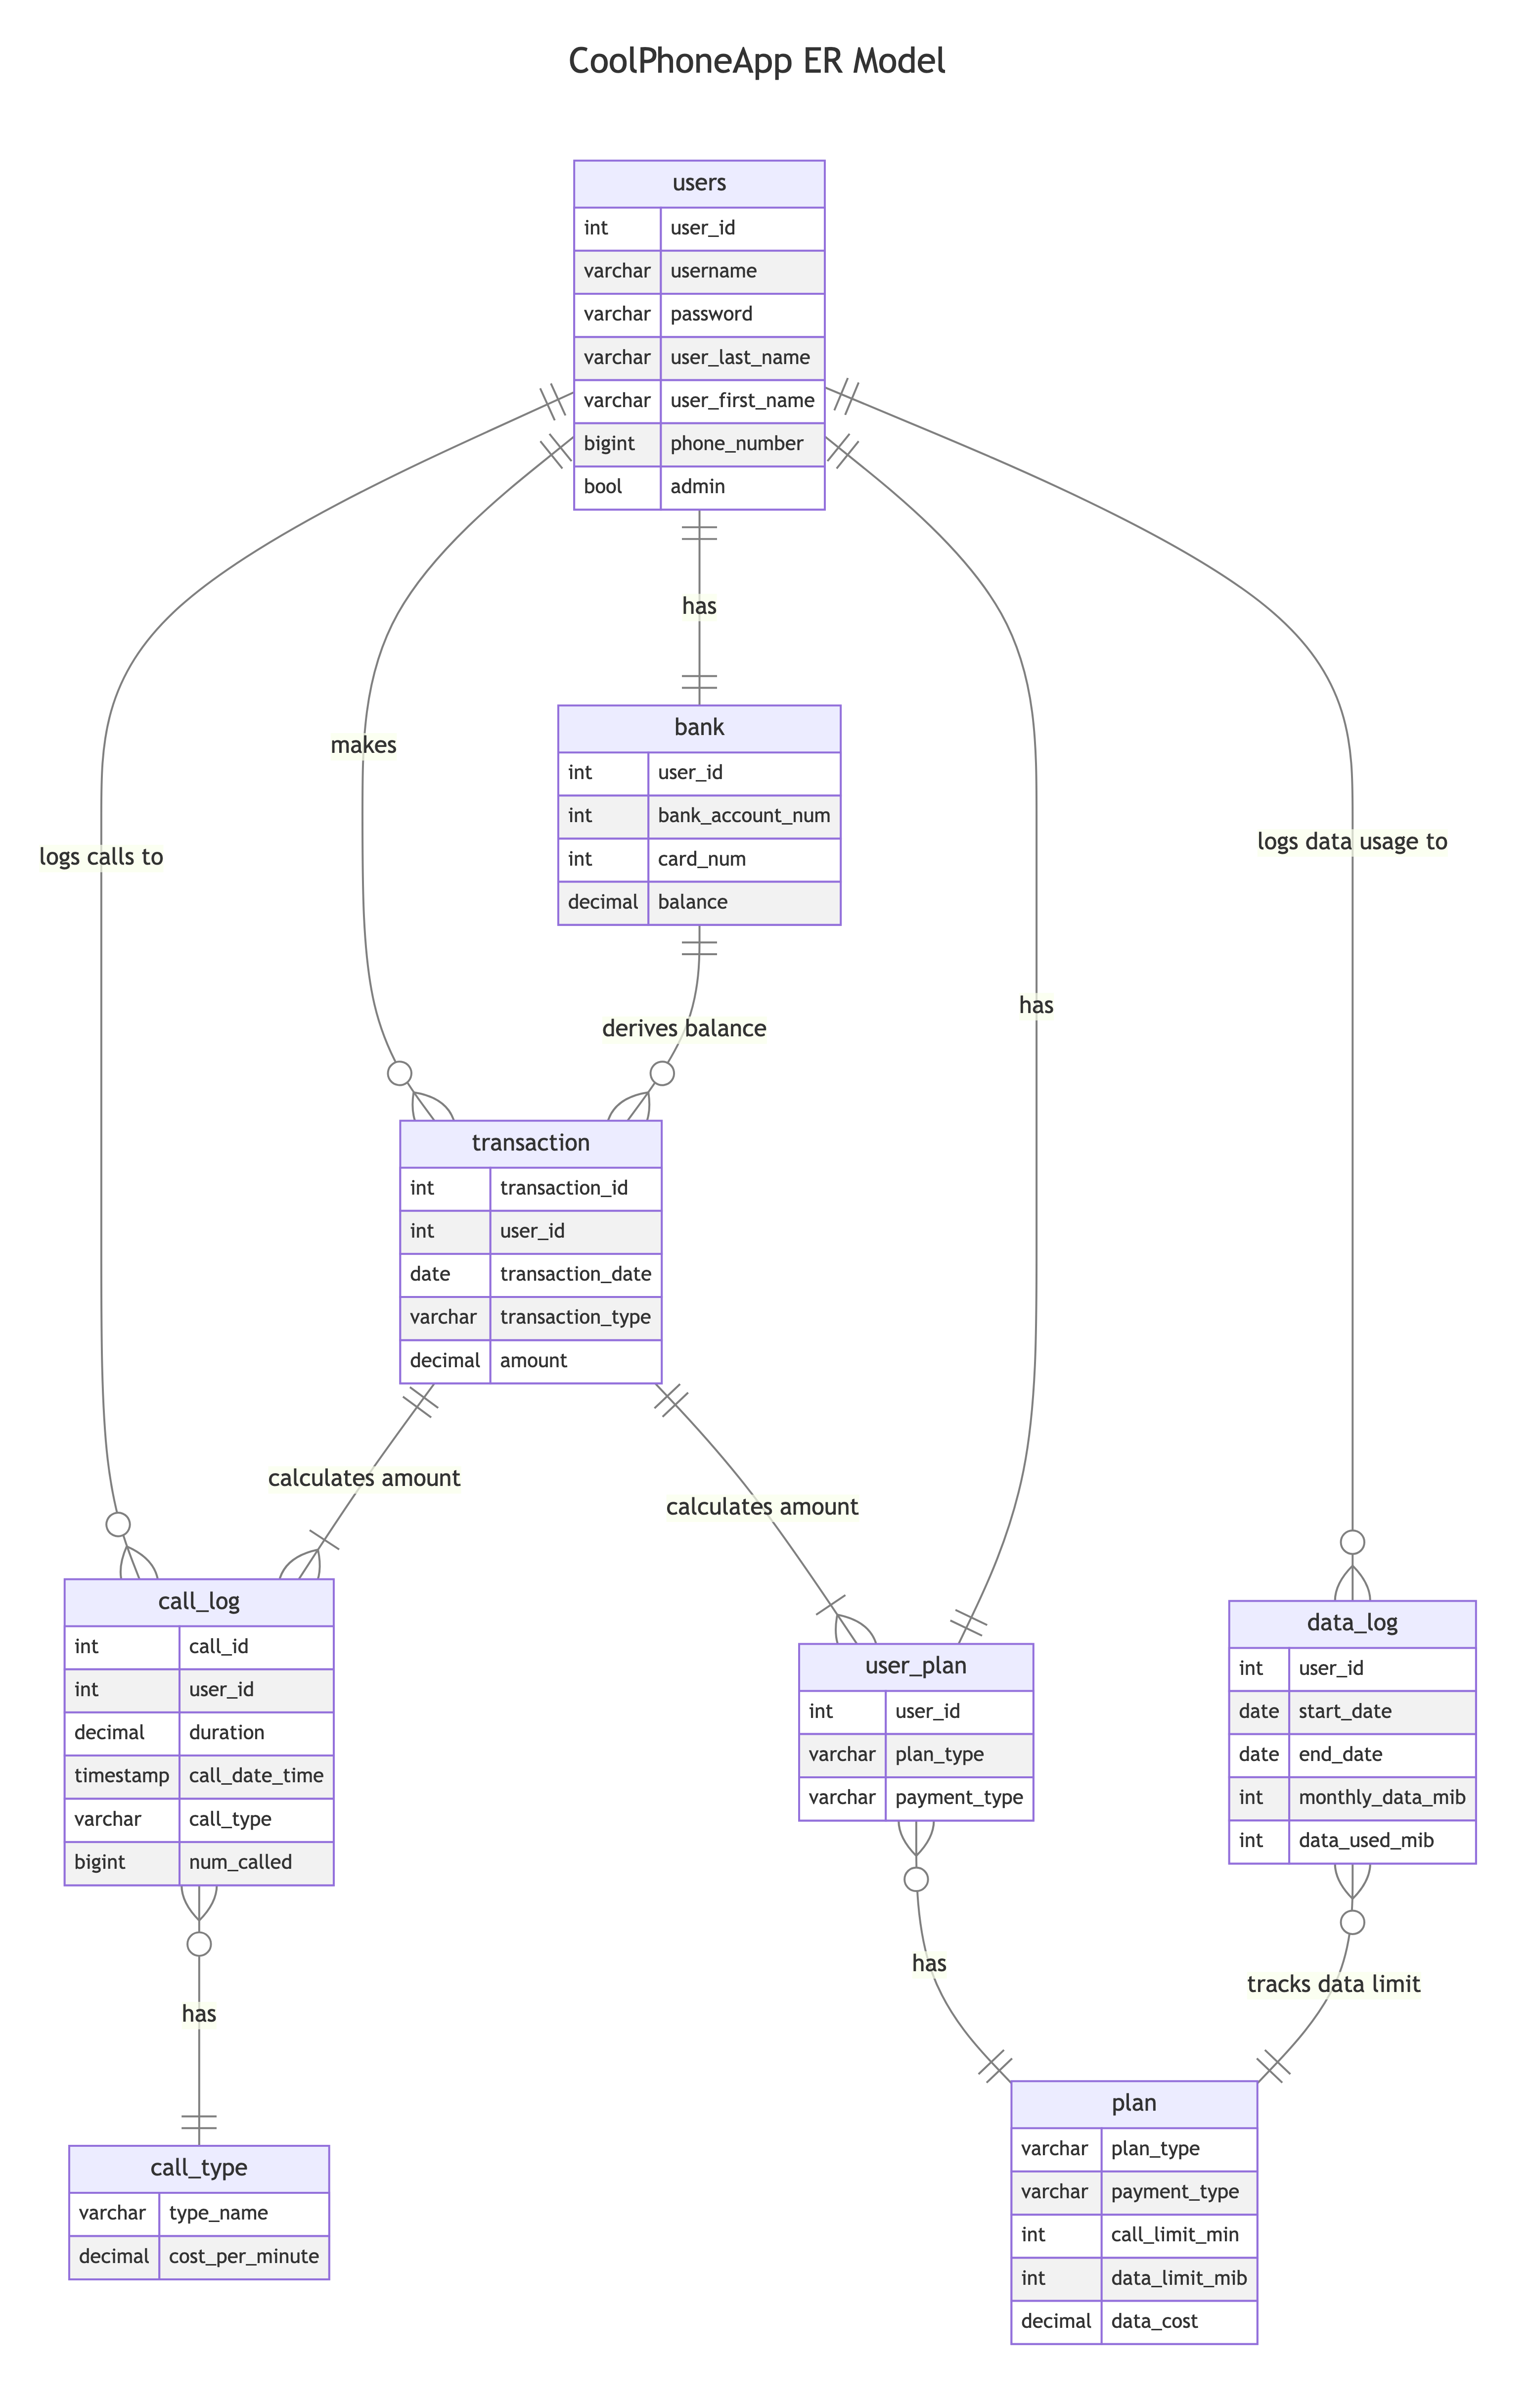 CoolPhoneApp ER Model
users
int user_id
varchar username
varchar password
varchar user_last_name
varchar user_first_name
bigint phone_number
bool admin
has
makes
logs calls to
logs data usage to
bank
int user_id
int bank_account_num
int card_num
decimal balance
has
derives balance
transaction
int transaction_id
int user_id
date transaction_date
varchar transaction_type
decimal amount
calculates amount
calculates amount
call_log
int call_id
int user_id
decimal duration
timestamp call_date_time
varchar call_type
bigint num_called
user_plan
int user_id
varchar plan_type
varchar payment_type
data_log
int user_id
date start_date
date end_date
int monthly_data_mib
int data_used_mib
has
has
tracks data limit
call_type
varchar type_name
decimal cost_per_minute
plan
varchar plan_type
varchar payment_type
int call_limit_min
int data_limit_mib
decimal data_cost